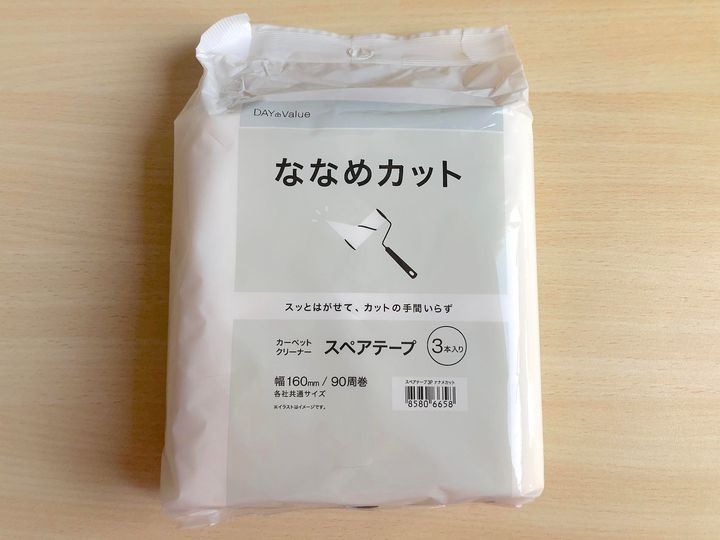 DAY & Value
ななめカット
スッとはがせて、カットの手間いらず
カーペット
クリーナー
スペアテープ
3本入り
幅160mm / 90周巻
各社共通サイズ
※イラストはイメージです。
スペアテープ3P ナナメカット
8580 6658